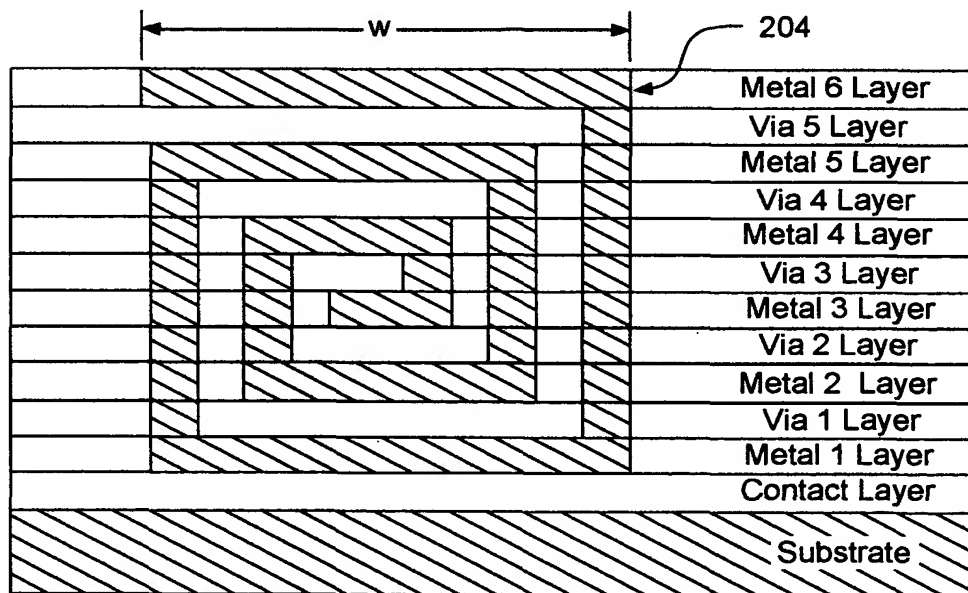 w
204
Metal 6 Layer
Via 5 Layer
Metal 5 Layer
Via 4 Layer
Metal 4 Layer
Via 3 Layer
Metal 3 Layer
Via 2 Layer
Metal 2 Layer
Via 1 Layer
Metal 1 Layer
Contact Layer
Substrate